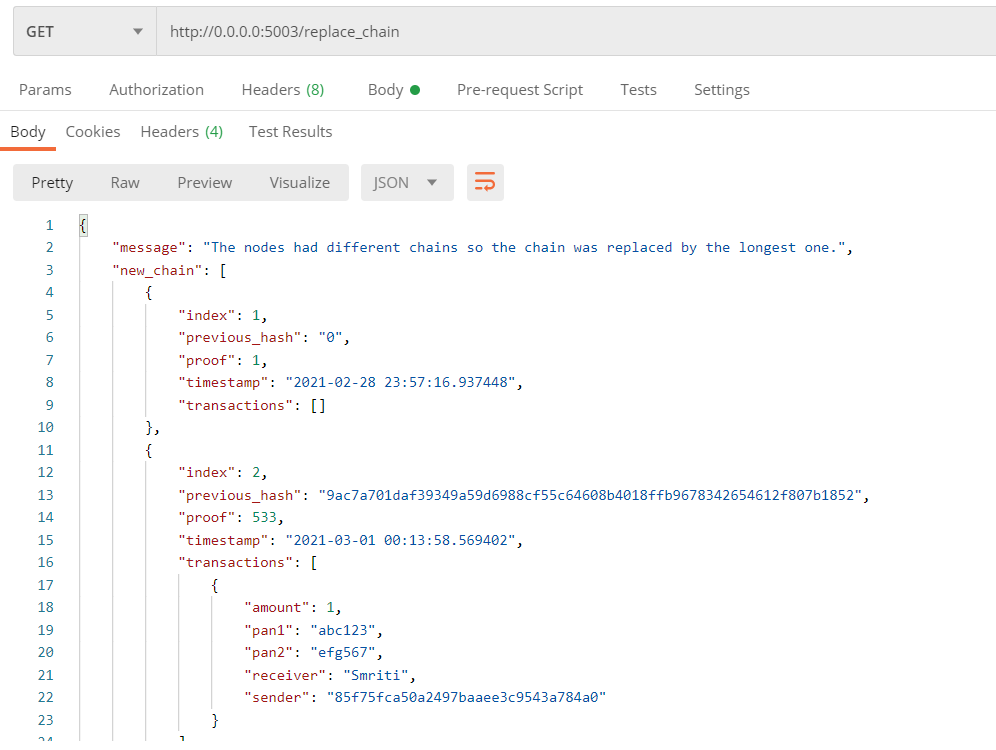 GET http://0.0.0.0:5003/replace_chain
Params Authorization Headers (8) Body Pre-request Script Tests Settings
Body Cookies Headers (4) Test Results
Pretty Raw Preview Visualize JSON
1 {
2 "message": "The nodes had different chains so the chain was replaced by the longest one.",
3 "new_chain": [
4 {
5 "index": 1,
6 "previous_hash": "0",
7 "proof": 1,
8 "timestamp": "2021-02-28 23:57:16.937448",
9 "transactions": []
10 },
11 {
12 "index": 2,
13 "previous_hash": "9ac7a701daf39349a59d6988cf55c64608b4018ffb9678342654612f807b1852",
14 "proof": 533,
15 "timestamp": "2021-03-01 00:13:58.569402",
16 "transactions": [
17 {
18 "amount": 1,
19 "pan1": "abc123",
20 "pan2": "efg567",
21 "receiver": "Smriti",
22 "sender": "85f75fca50a2497baaee3c9543a784a0"
23 }
24 ]